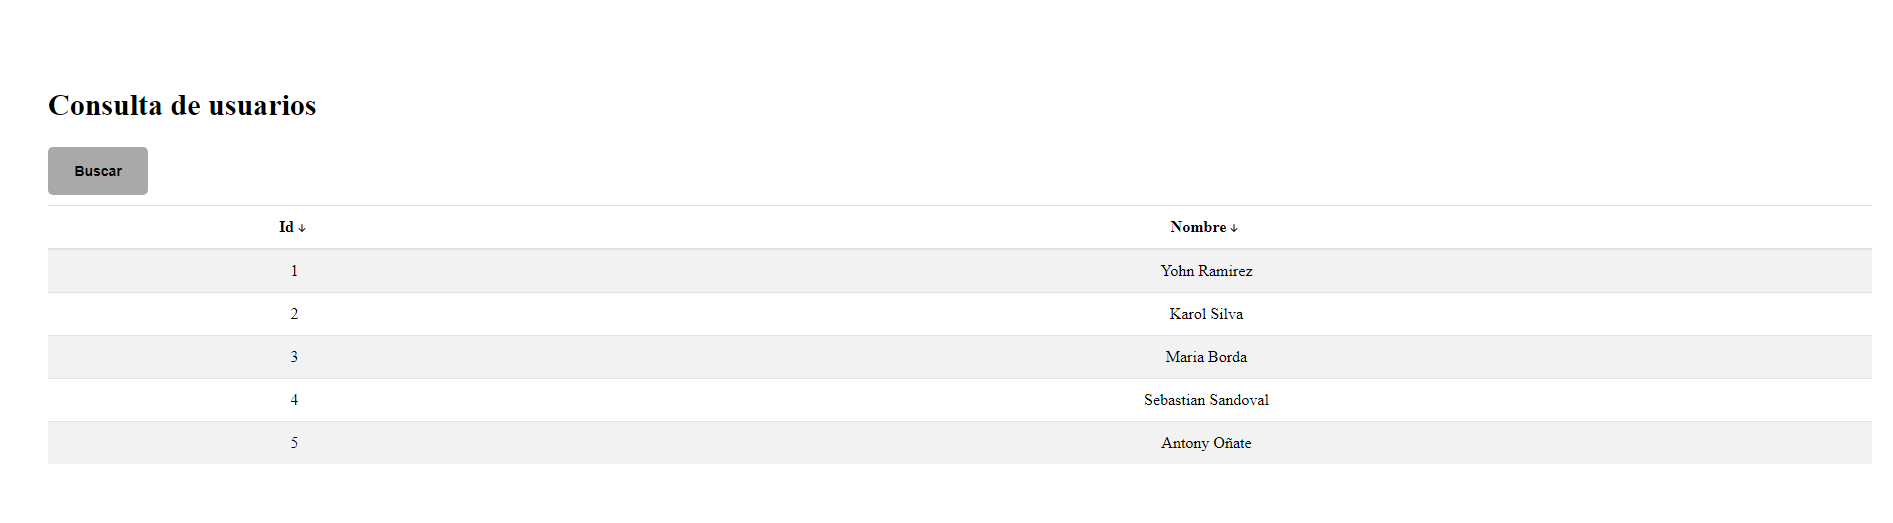 Consulta de usuarios
Buscar
Id ↓ Nombre ↓
1 Yohn Ramirez
2 Karol Silva
3 Maria Borda
4 Sebastian Sandoval
5 Antony Oñate